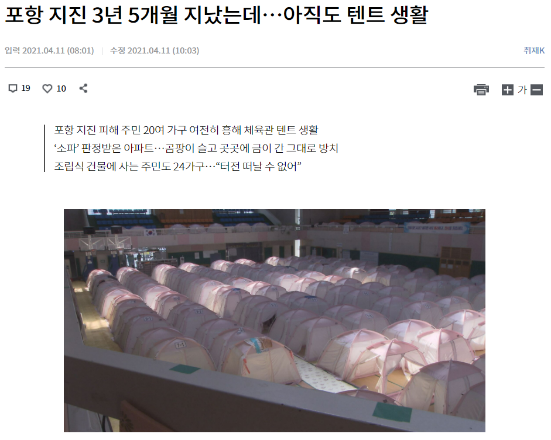 포항 지진 3년 5개월 지났는데…아직도 텐트 생활
입력 2021.04.11 (08:01) 수정 2021.04.11 (10:03)
취재K
19 10 가
포항 지진 피해 주민 20여 가구 여전히 흥해 체육관 텐트 생활
‘소파’ 판정받은 아파트…곰팡이 슬고 곳곳에 금이 간 그대로 방치
조립식 건물에 사는 주민도 24가구…“터전 떠날 수 없어”